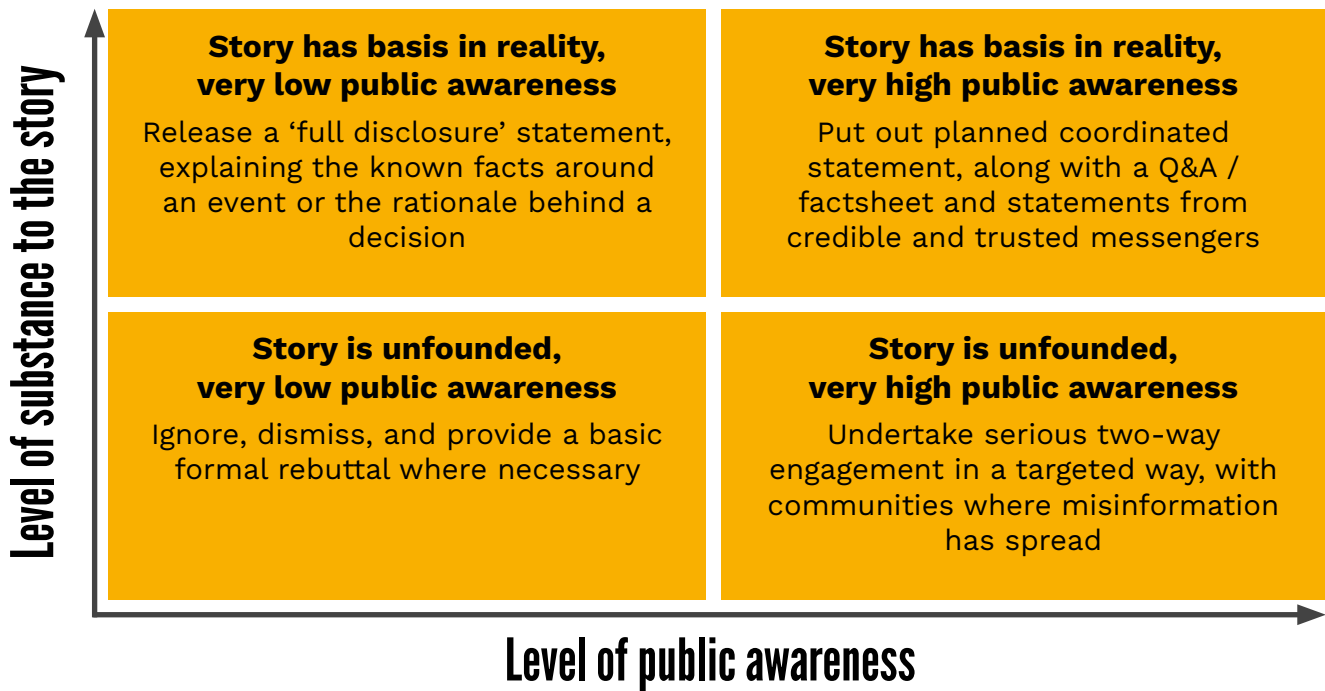 Level of substance to the story
Story has basis in reality,
very low public awareness
Release a ‘full disclosure’ statement,
explaining the known facts around
an event or the rationale behind a
decision
Story has basis in reality,
very high public awareness
Put out planned coordinated
statement, along with a Q&A /
factsheet and statements from
credible and trusted messengers
Story is unfounded,
very low public awareness
Ignore, dismiss, and provide a basic
formal rebuttal where necessary
Story is unfounded,
very high public awareness
Undertake serious two-way
engagement in a targeted way, with
communities where misinformation
has spread
Level of public awareness